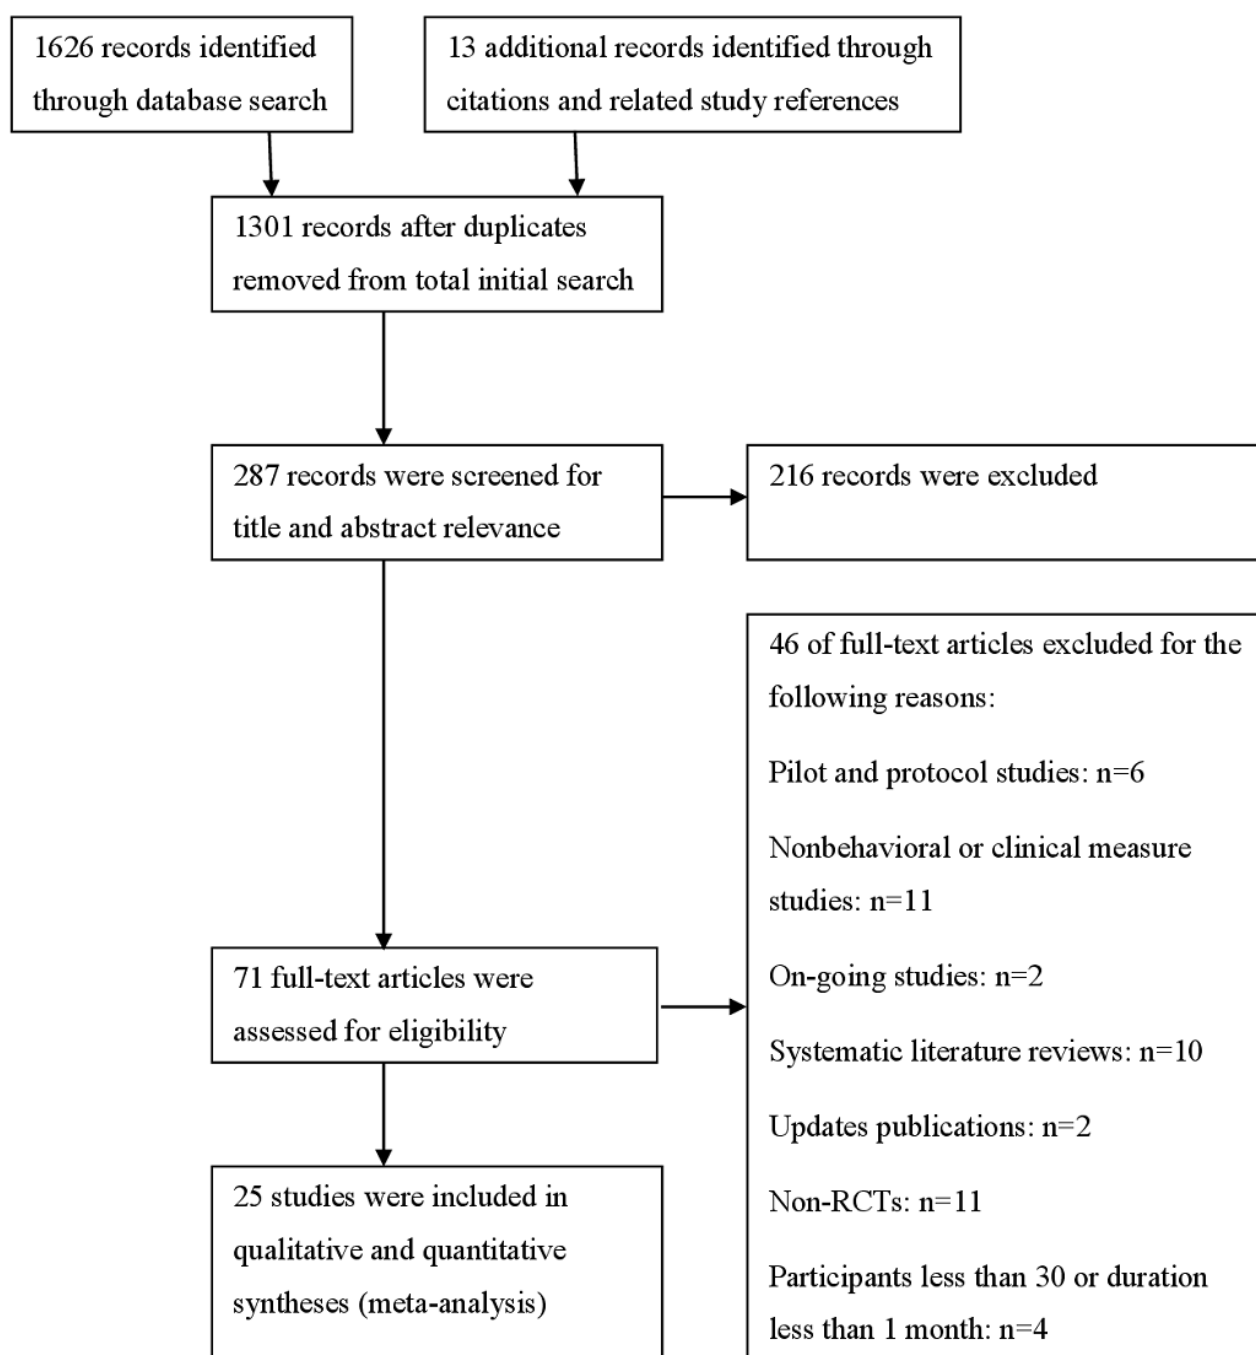 1626 records identified
through database search
13 additional records identified through
citations and related study references
1301 records after duplicates
removed from total initial search
287 records were screened for
title and abstract relevance
216 records were excluded
46 of full-text articles excluded for the
following reasons:
Pilot and protocol studies: n=6
Nonbehavioral or clinical measure
studies: n=11
On-going studies: n=2
Systematic literature reviews: n=10
Updates publications: n=2
Non-RCTs: n=11
Participants less than 30 or duration
less than 1 month: n=4
71 full-text articles were
assessed for eligibility
25 studies were included in
qualitative and quantitative
syntheses (meta-analysis)